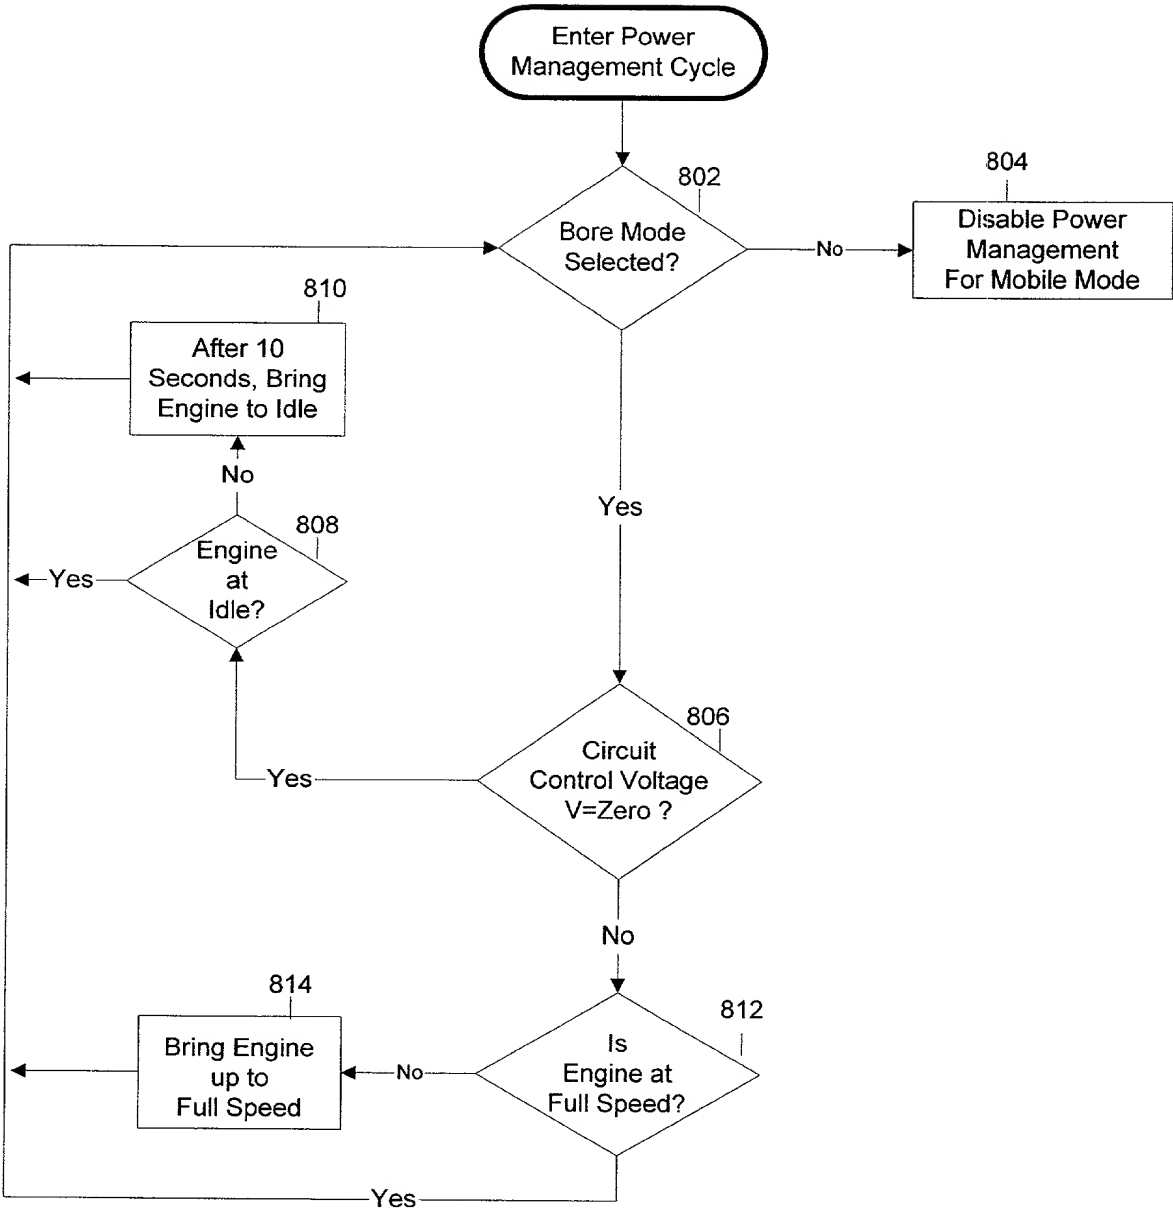 Enter Power
Management Cycle
802
804
Bore Mode
Selected?
No
Disable Power
Management
For Mobile Mode
810
After 10
Seconds, Bring
Engine to Idle
No
Yes
808
Engine
at
Idle?
Yes
806
Circuit
Control Voltage
V=Zero ?
Yes
No
814
812
Bring Engine
up to
Full Speed
No
Is
Engine at
Full Speed?
Yes